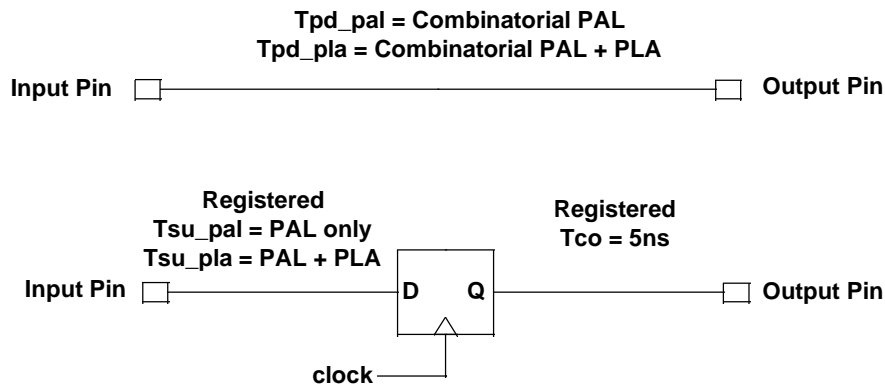 Tpd_pal = Combinatorial PAL
Tpd_pla = Combinatorial PAL + PLA
Input Pin
Output Pin
Registered
Tsu_pal = PAL only
Tsu_pla = PAL + PLA
Registered
Tco = 5ns
Input Pin
D
Q
Output Pin
clock